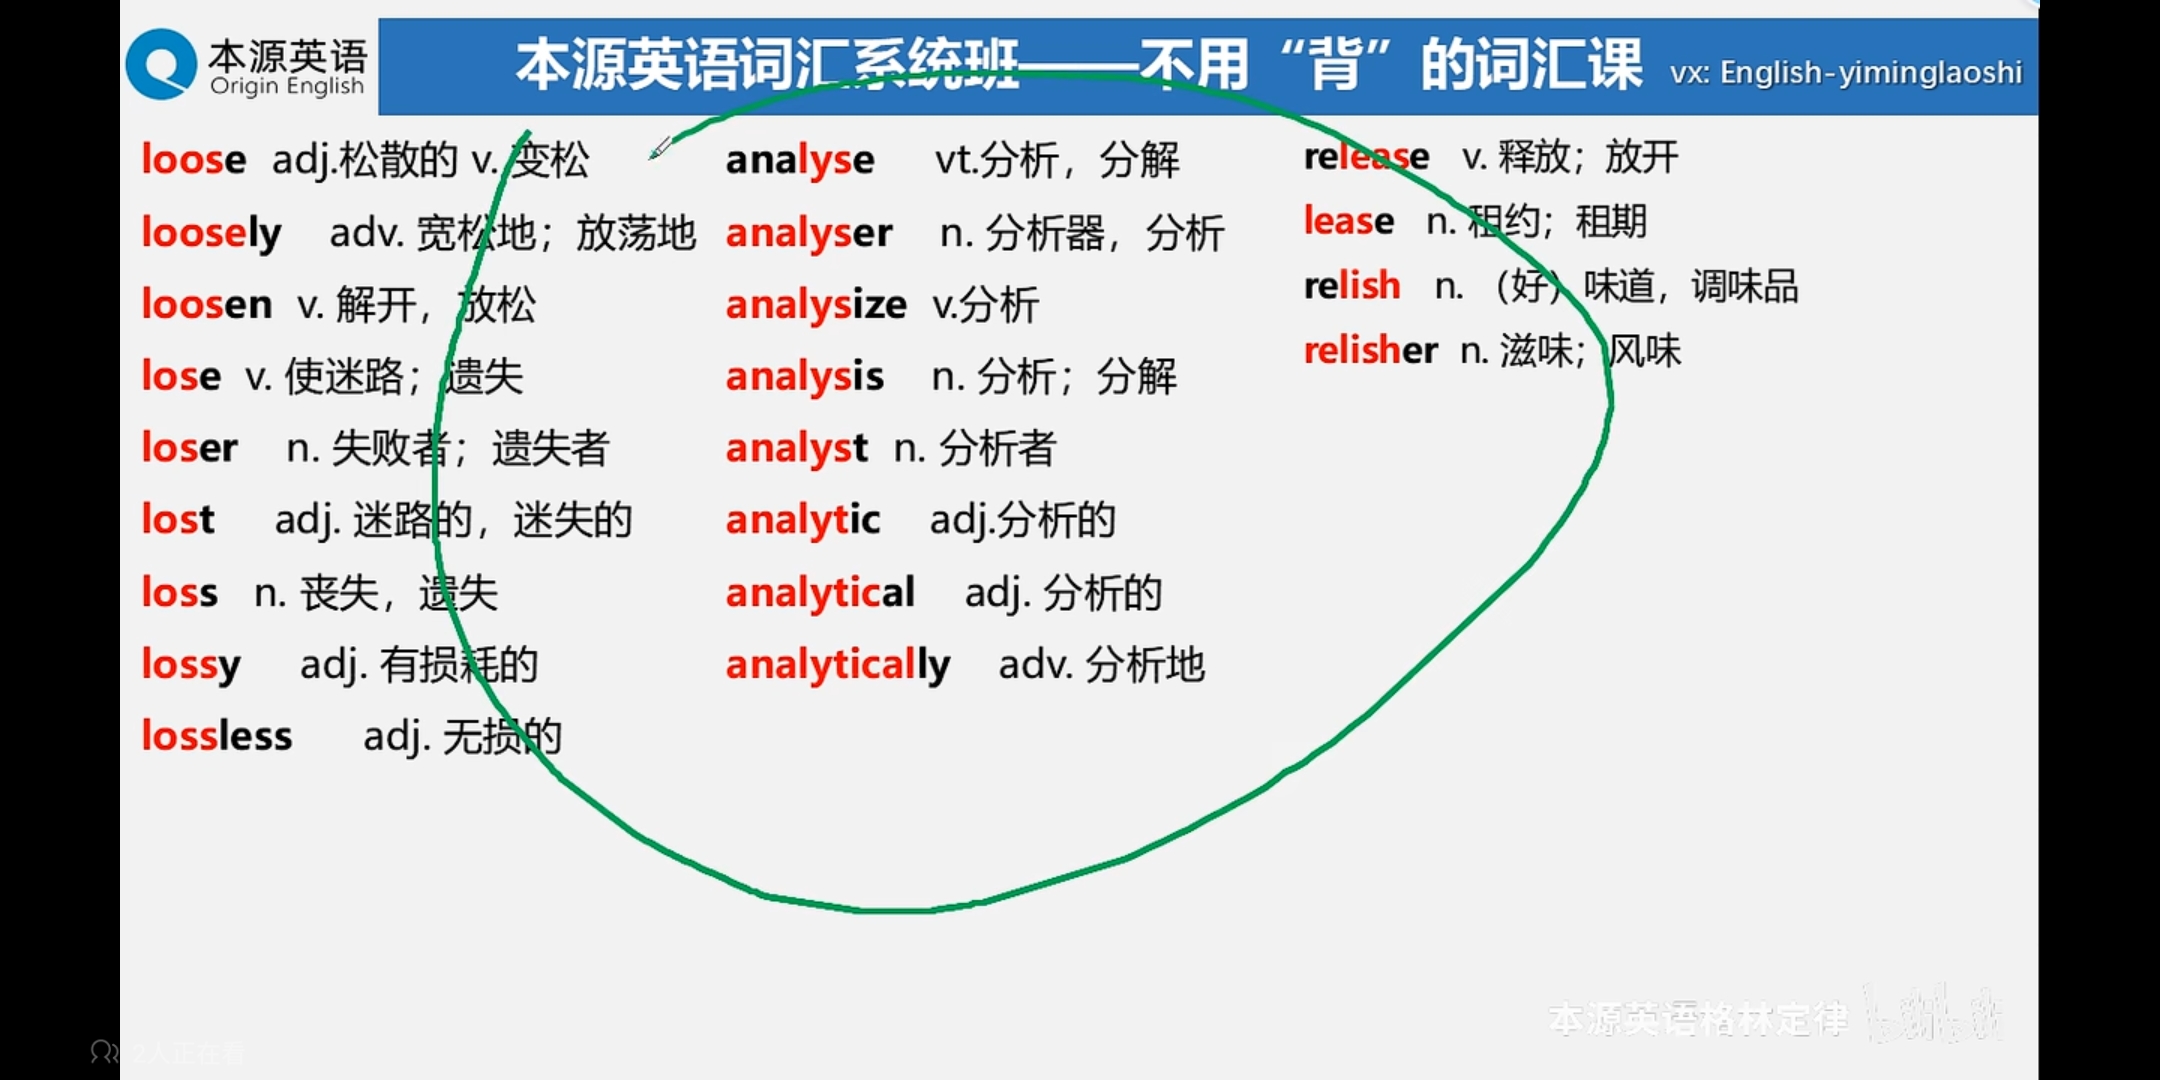 本源英语
Origin English
本源英语词汇系统班——不用“背”的词汇课 vx: English-yiminglaoshi
loose adj.松散的 v. 变松
loosely adv. 宽松地；放荡地
loosen v. 解开，放松
lose v. 使迷路；遗失
loser n. 失败者；遗失者
lost adj. 迷路的，迷失的
loss n. 丧失，遗失
lossy adj. 有损耗的
lossless adj. 无损的
analyse vt.分析，分解
analyser n. 分析器，分析
analysize v.分析
analysis n. 分析；分解
analyst n. 分析者
analytic adj.分析的
analytical adj. 分析的
analytically adv. 分析地
release v. 释放；放开
lease n. 租约；租期
relish n. （好）味道，调味品
relisher n. 滋味；风味
本源英语格林定律 bilibili
2人正在看